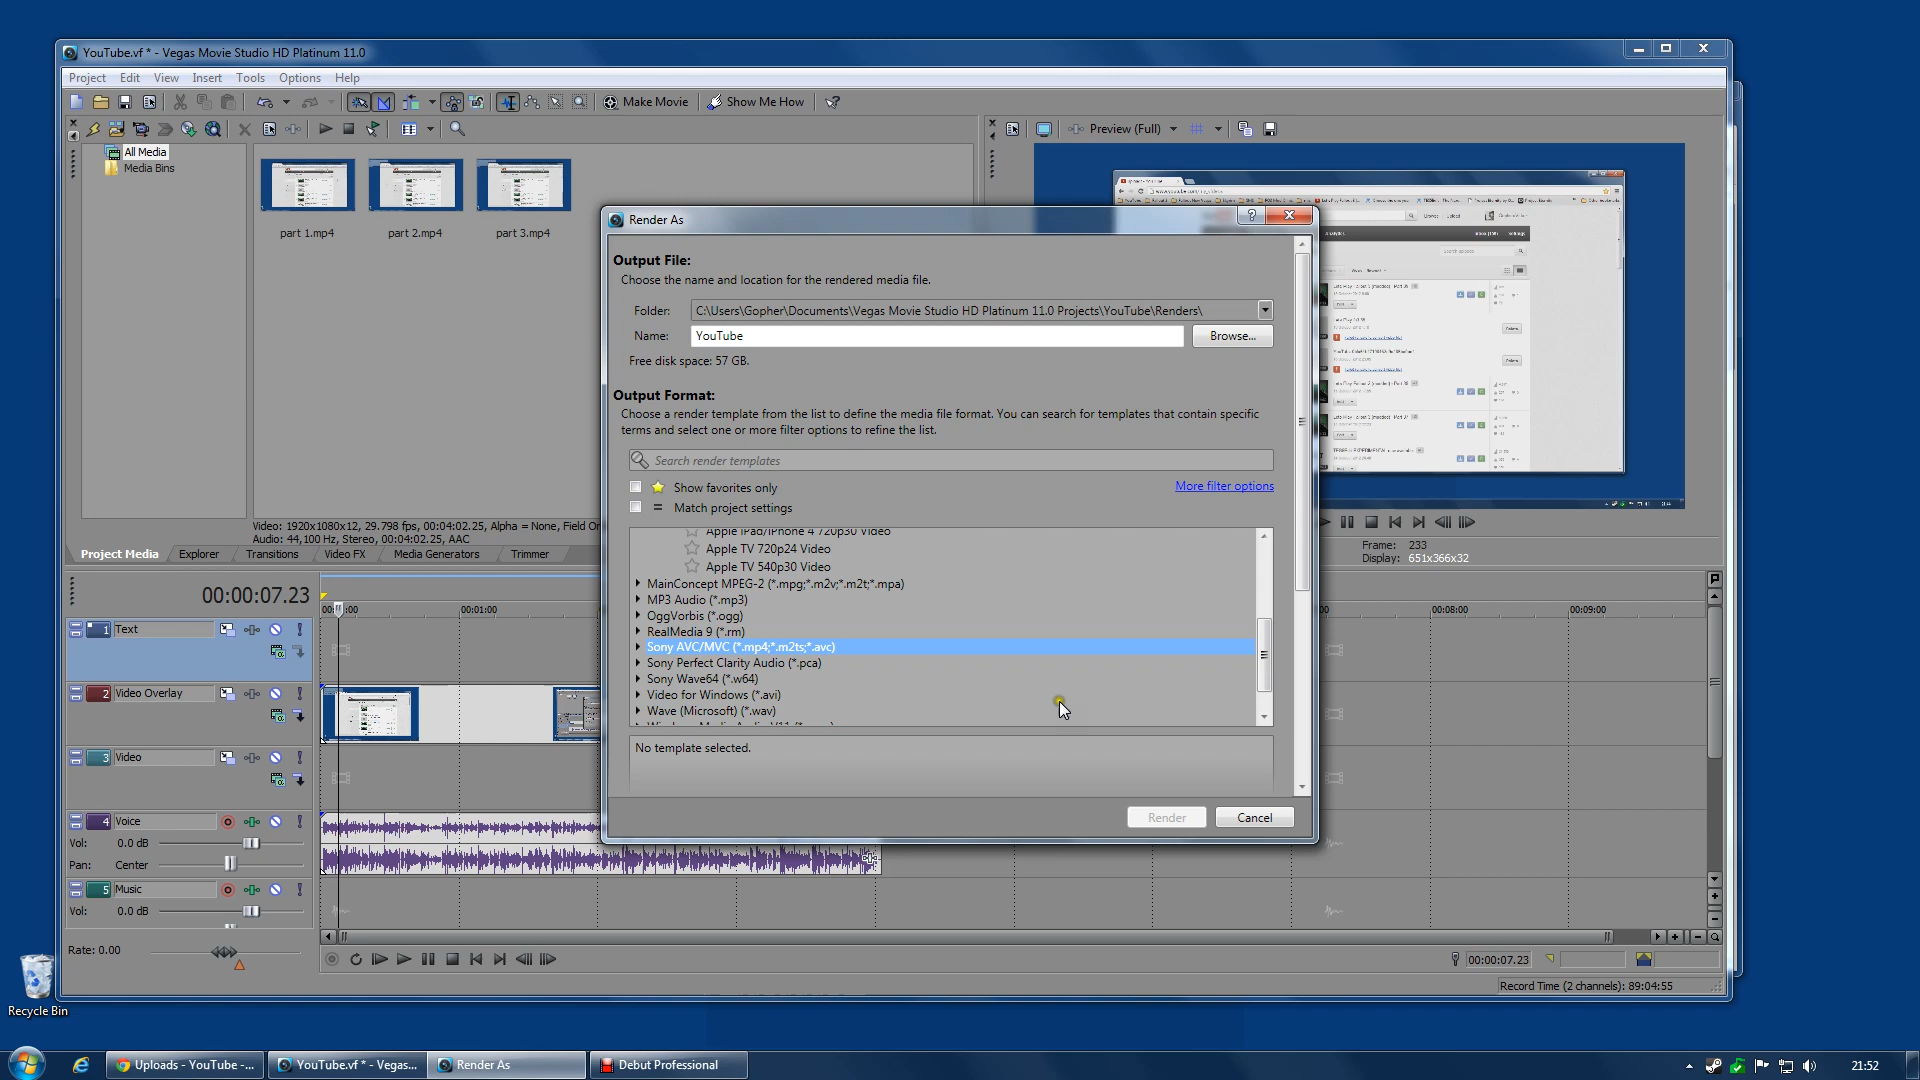 YouTube.vf * - Vegas Movie Studio HD Platinum 11.0
Project Edit View Insert Tools Options Help
Make Movie Show Me How
Preview (Full)
All Media
Media Bins
part 1.mp4 part 2.mp4 part 3.mp4
Video: 1920x1080x12, 29.798 fps, 00:04:02.25, Alpha = None, Field Or
Audio: 44,100 Hz, Stereo, 00:04:02.25, AAC
Project Media Explorer Transitions Video FX Media Generators Trimmer
Frame: 233
Display: 651x366x32
Render As
Output File:
Choose the name and location for the rendered media file.
Folder: C:\Users\Gopher\Documents\Vegas Movie Studio HD Platinum 11.0 Projects\YouTube\Renders\
Name: YouTube Browse...
Free disk space: 57 GB.
Output Format:
Choose a render template from the list to define the media file format. You can search for templates that contain specific
terms and select one or more filter options to refine the list.
Search render templates
Show favorites only More filter options
Match project settings
Apple iPad/iPhone 4 720p30 Video
Apple TV 720p24 Video
Apple TV 540p30 Video
MainConcept MPEG-2 (*.mpg;*.m2v;*.m2t;*.mpa)
MP3 Audio (*.mp3)
OggVorbis (*.ogg)
RealMedia 9 (*.rm)
Sony AVC/MVC (*.mp4;*.m2ts;*.avc)
Sony Perfect Clarity Audio (*.pca)
Sony Wave64 (*.w64)
Video for Windows (*.avi)
Wave (Microsoft) (*.wav)
No template selected.
Render Cancel
00:00:07.23
00:01:00 00:08:00 00:09:00
1 Text
2 Video Overlay
3 Video
4 Voice
Vol: 0.0 dB
Pan: Center
5 Music
Vol: 0.0 dB
Rate: 0.00
00:00:07.23
Record Time (2 channels): 89:04:55
Recycle Bin
Uploads - YouTube -... YouTube.vf * - Vegas... Render As Debut Professional 21:52